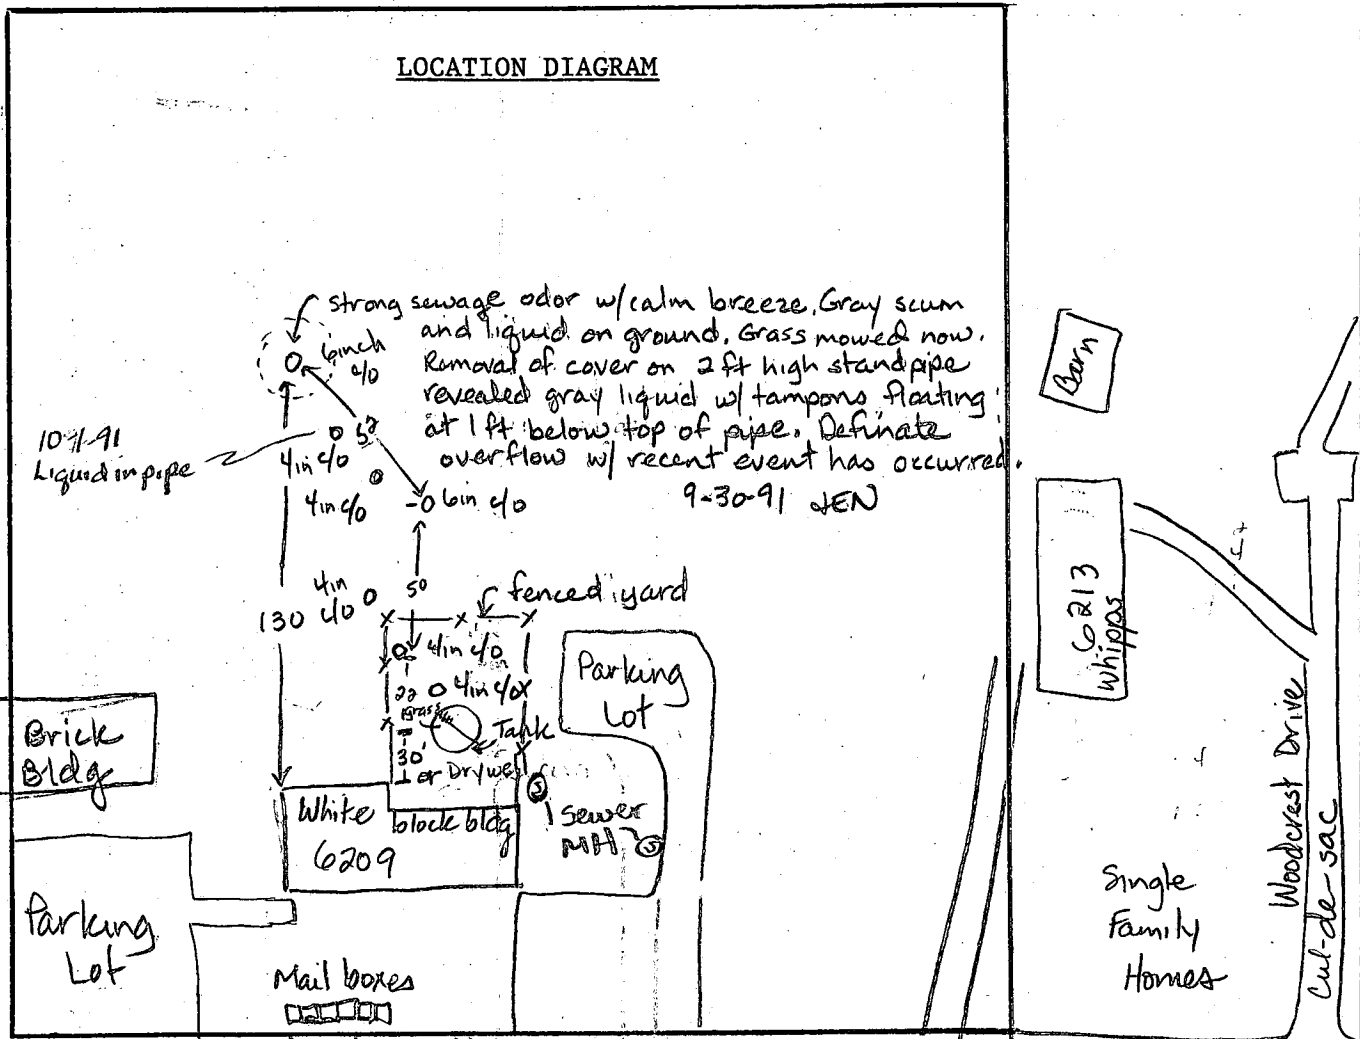 LOCATION DIAGRAM
strong sewage odor w/calm breeze. Gray scum
and liquid on ground. Grass mowed now.
Removal of cover on 2 ft high standpipe
revealed gray liquid w/ tampons floating
at 1 ft below top of pipe. Definate
overflow w/ recent event has occurred.
9-30-91 JEN
6inch
c/o
10-1-91
Liquid in pipe
52
4in c/o
4in c/o
6in c/o
4in
c/o
50
130
fenced yard
4in c/o
22
4in c/o
Grass
Tank
30'
or Drywell
Parking
Lot
Brick
Bldg
White block bldg
6209
Sewer
MH
S
S
Parking
Lot
Mail boxes
Barn
6213
Whipps
Single
Family
Homes
Woodcrest Drive
Cul-de-sac